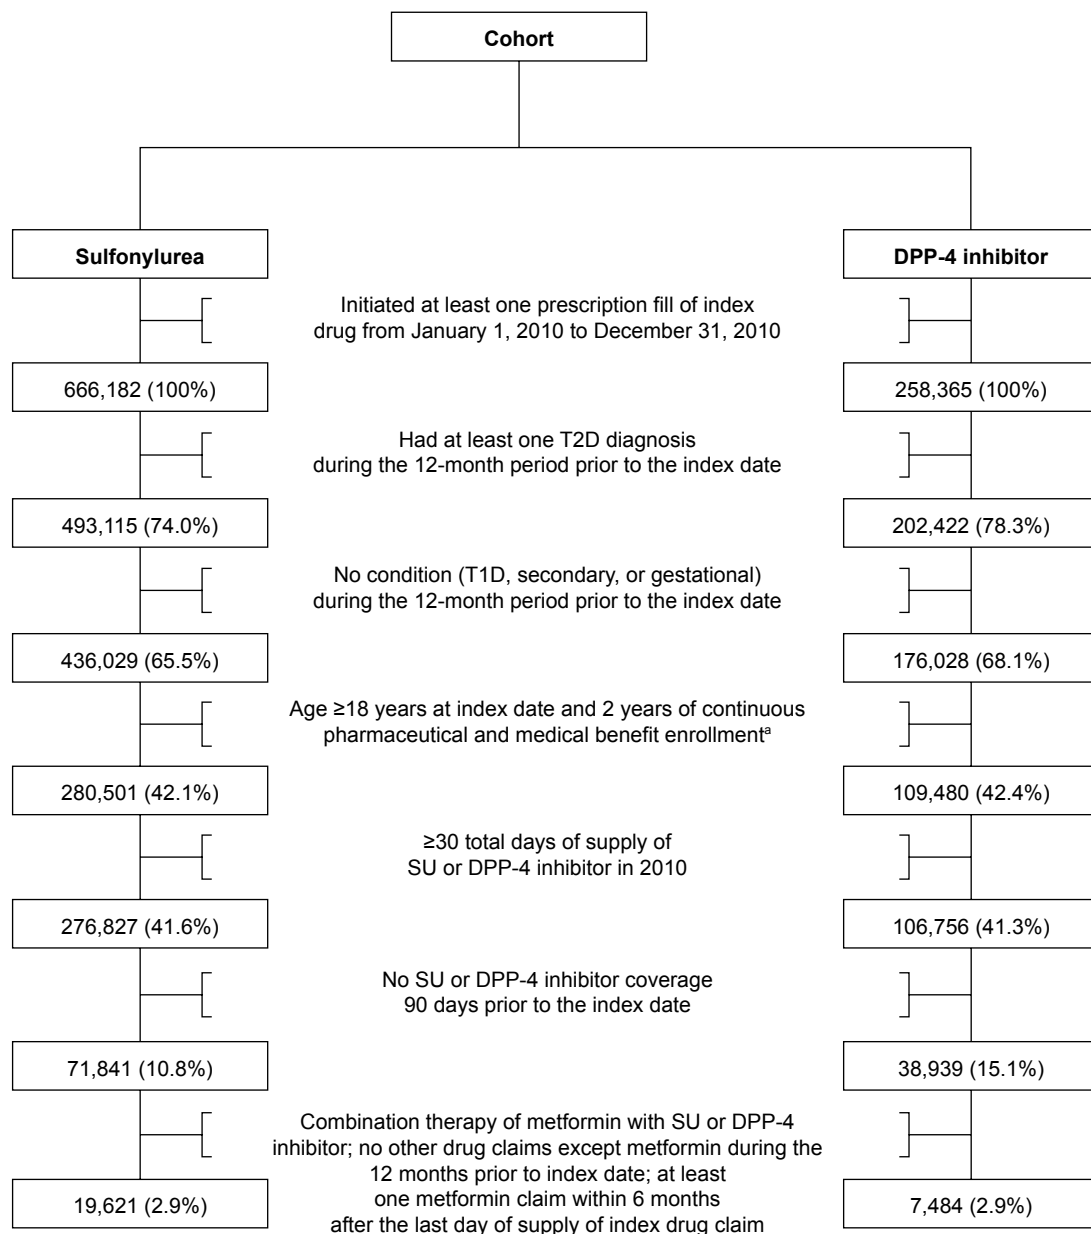 Cohort
Sulfonylurea
DPP-4 inhibitor
Initiated at least one prescription fill of index
drug from January 1, 2010 to December 31, 2010
666,182 (100%)
258,365 (100%)
Had at least one T2D diagnosis
during the 12-month period prior to the index date
493,115 (74.0%)
202,422 (78.3%)
No condition (T1D, secondary, or gestational)
during the 12-month period prior to the index date
436,029 (65.5%)
176,028 (68.1%)
Age ≥18 years at index date and 2 years of continuous
pharmaceutical and medical benefit enrollmentᵃ
280,501 (42.1%)
109,480 (42.4%)
≥30 total days of supply of
SU or DPP-4 inhibitor in 2010
276,827 (41.6%)
106,756 (41.3%)
No SU or DPP-4 inhibitor coverage
90 days prior to the index date
71,841 (10.8%)
38,939 (15.1%)
Combination therapy of metformin with SU or DPP-4
inhibitor; no other drug claims except metformin during the
12 months prior to index date; at least
one metformin claim within 6 months
after the last day of supply of index drug claim
19,621 (2.9%)
7,484 (2.9%)